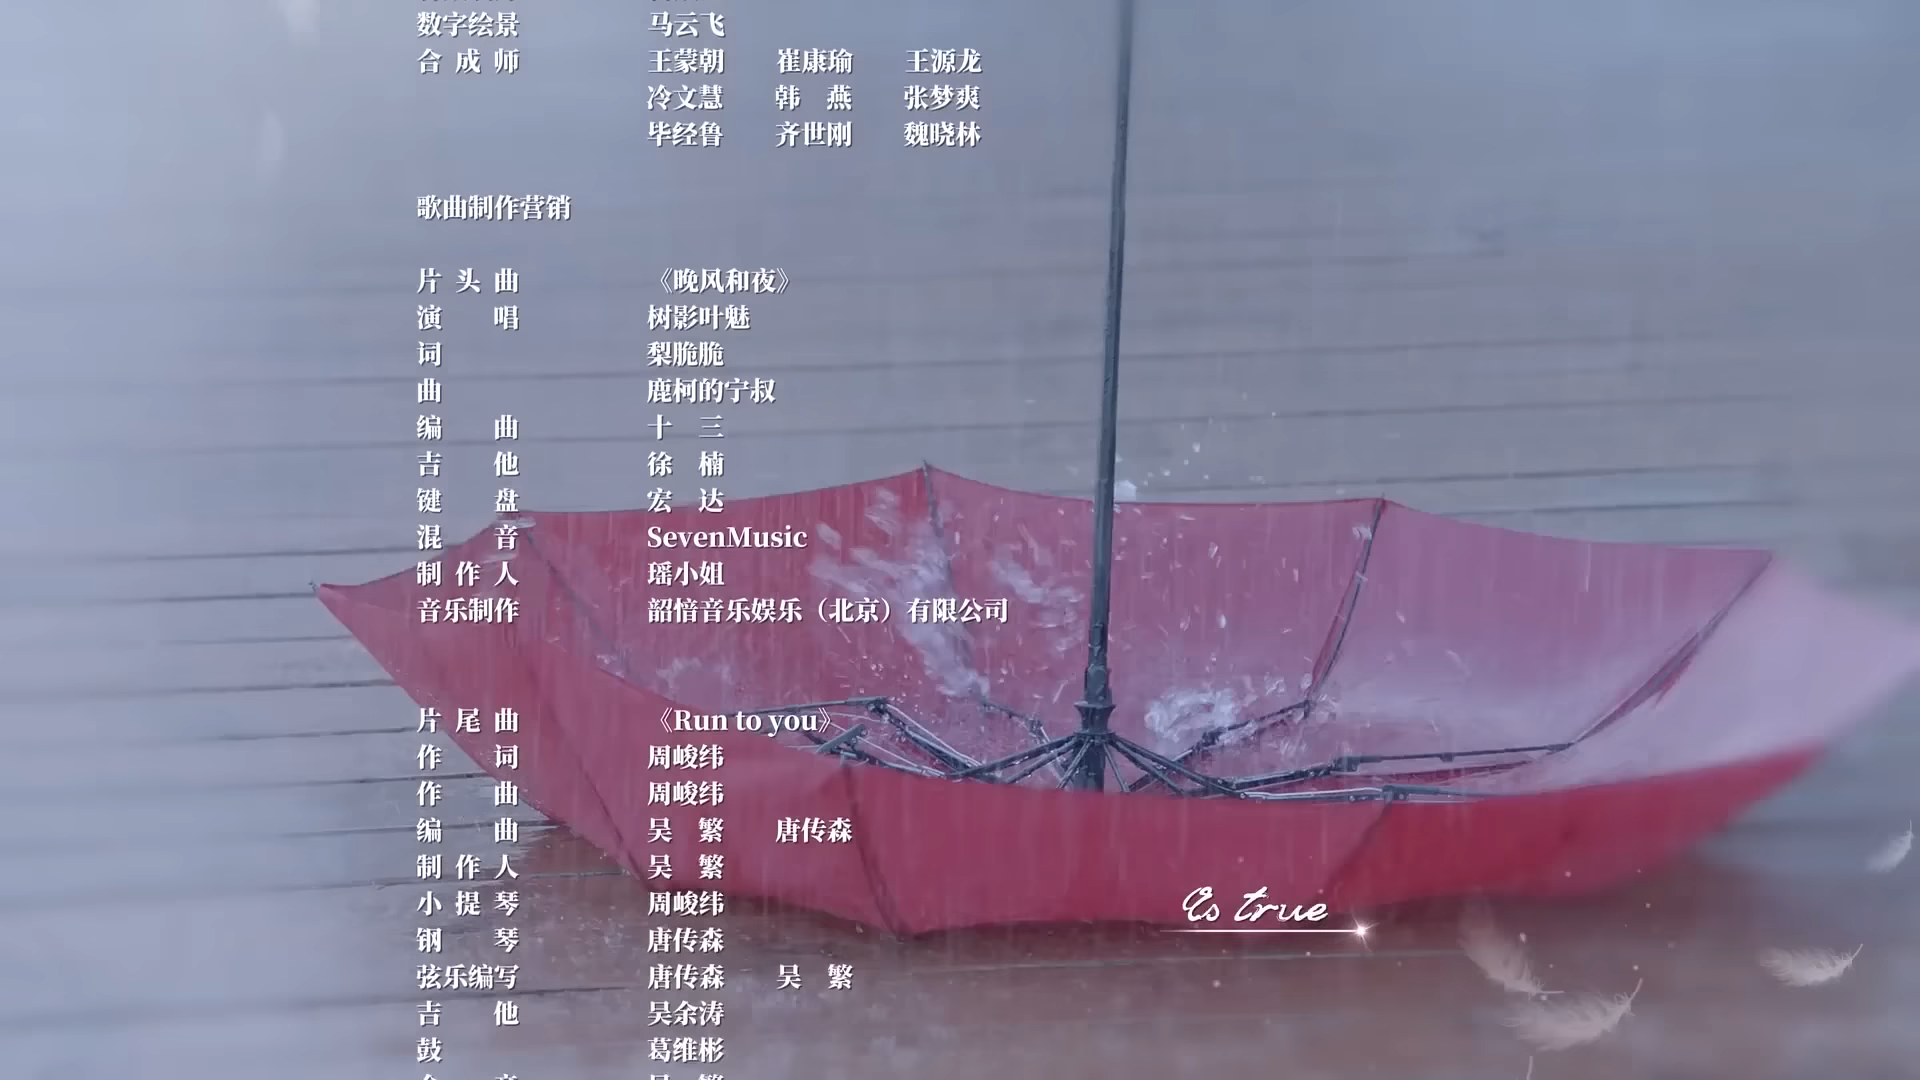 数字绘景 马云飞
合成师 王蒙朝 崔康瑜 王源龙
冷文慧 韩燕 张梦爽
毕经鲁 齐世刚 魏晓林
歌曲制作营销
片头曲 《晚风和夜》
演唱 树影叶魅
词 梨脆脆
曲 鹿柯的宁叔
编曲 十三
吉他 徐楠
键盘 宏达
混音 SevenMusic
制作人 瑶小姐
音乐制作 韶愔音乐娱乐（北京）有限公司
片尾曲 《Run to you》
作词 周峻纬
作曲 周峻纬
编曲 吴繁 唐传森
制作人 吴繁
小提琴 周峻纬
钢琴 唐传森
弦乐编写 唐传森 吴繁
Is true
吉他 吴余涛
鼓 葛维彬